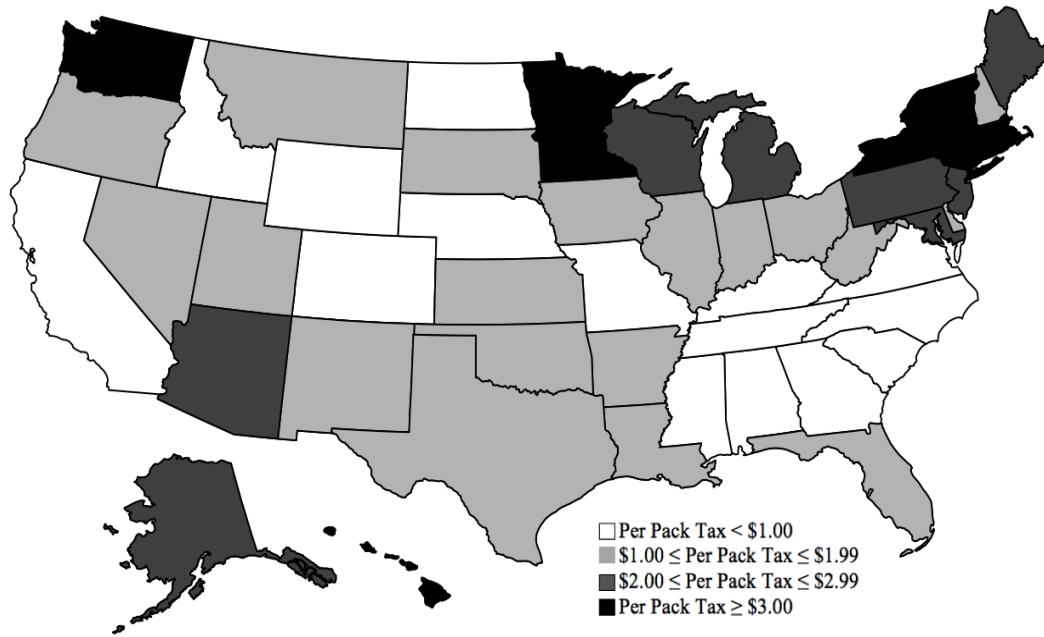 Per Pack Tax < $1.00
$1.00 ≤ Per Pack Tax ≤ $1.99
$2.00 ≤ Per Pack Tax ≤ $2.99
Per Pack Tax ≥ $3.00